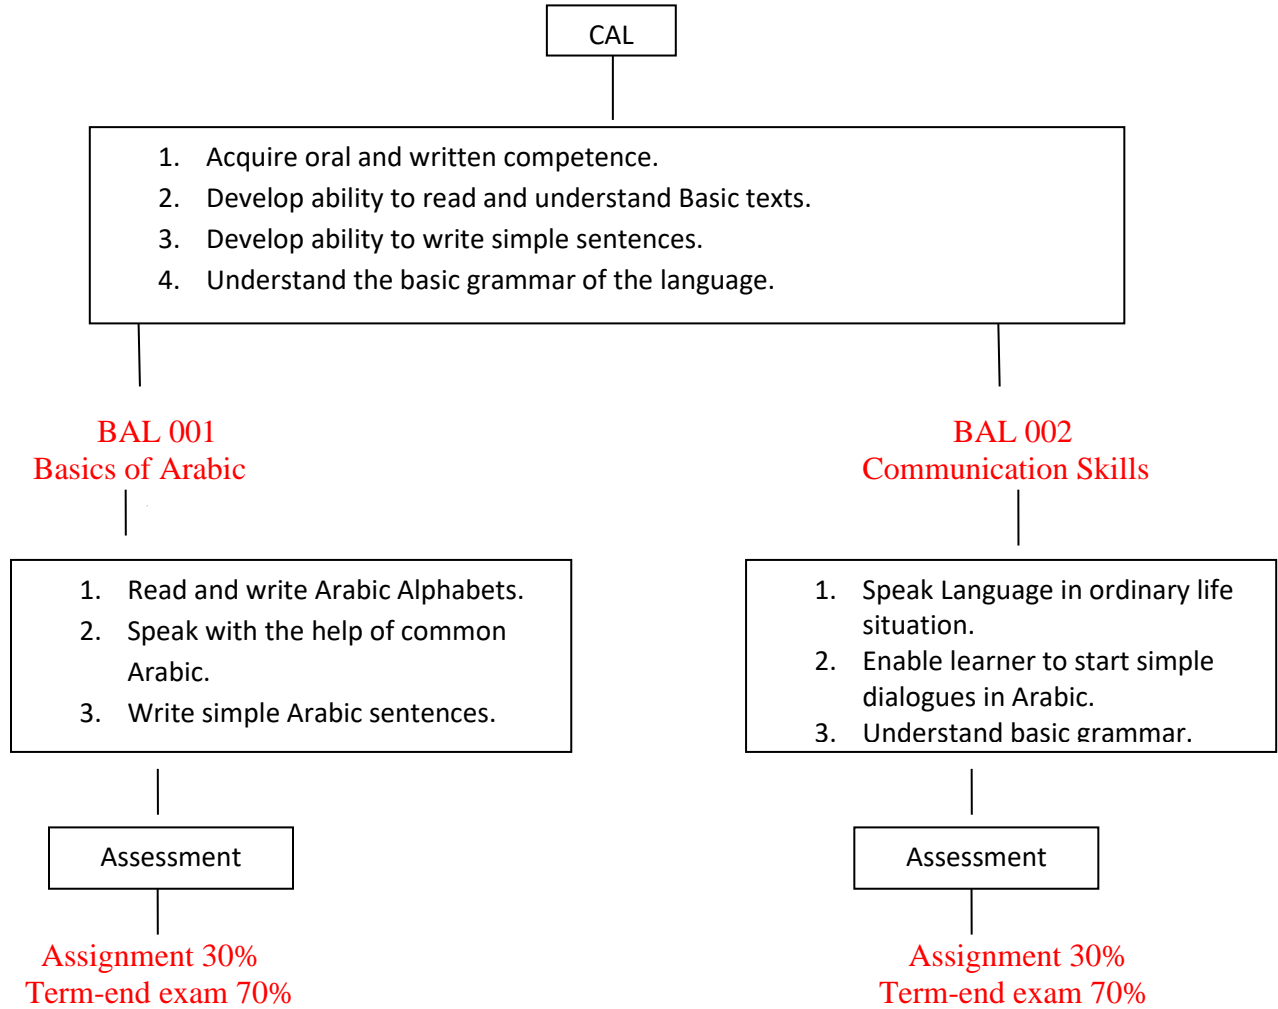 CAL
1. Acquire oral and written competence.
2. Develop ability to read and understand Basic texts.
3. Develop ability to write simple sentences.
4. Understand the basic grammar of the language.
BAL 001
Basics of Arabic
BAL 002
Communication Skills
1. Read and write Arabic Alphabets.
2. Speak with the help of common
Arabic.
3. Write simple Arabic sentences.
1. Speak Language in ordinary life
situation.
2. Enable learner to start simple
dialogues in Arabic.
3. Understand basic grammar.
Assessment
Assessment
Assignment 30%
Term-end exam 70%
Assignment 30%
Term-end exam 70%